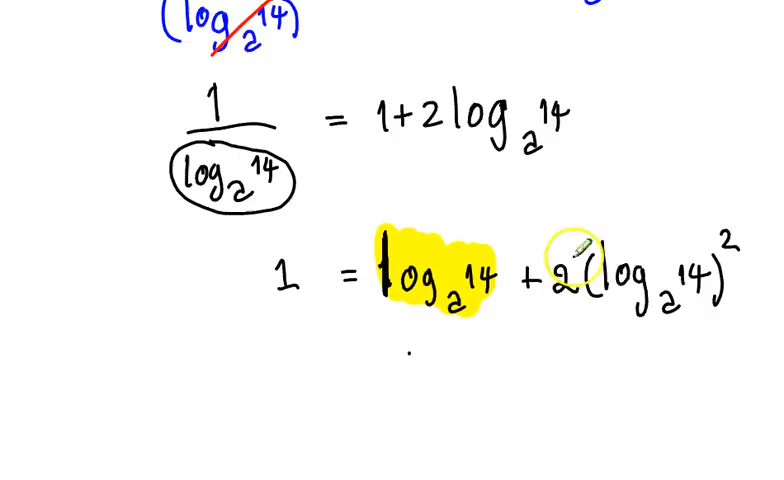 (log_a 14)
1/(log_a 14) = 1+2 log_a 14
1 = log_a 14 + 2(log_a 14)^2